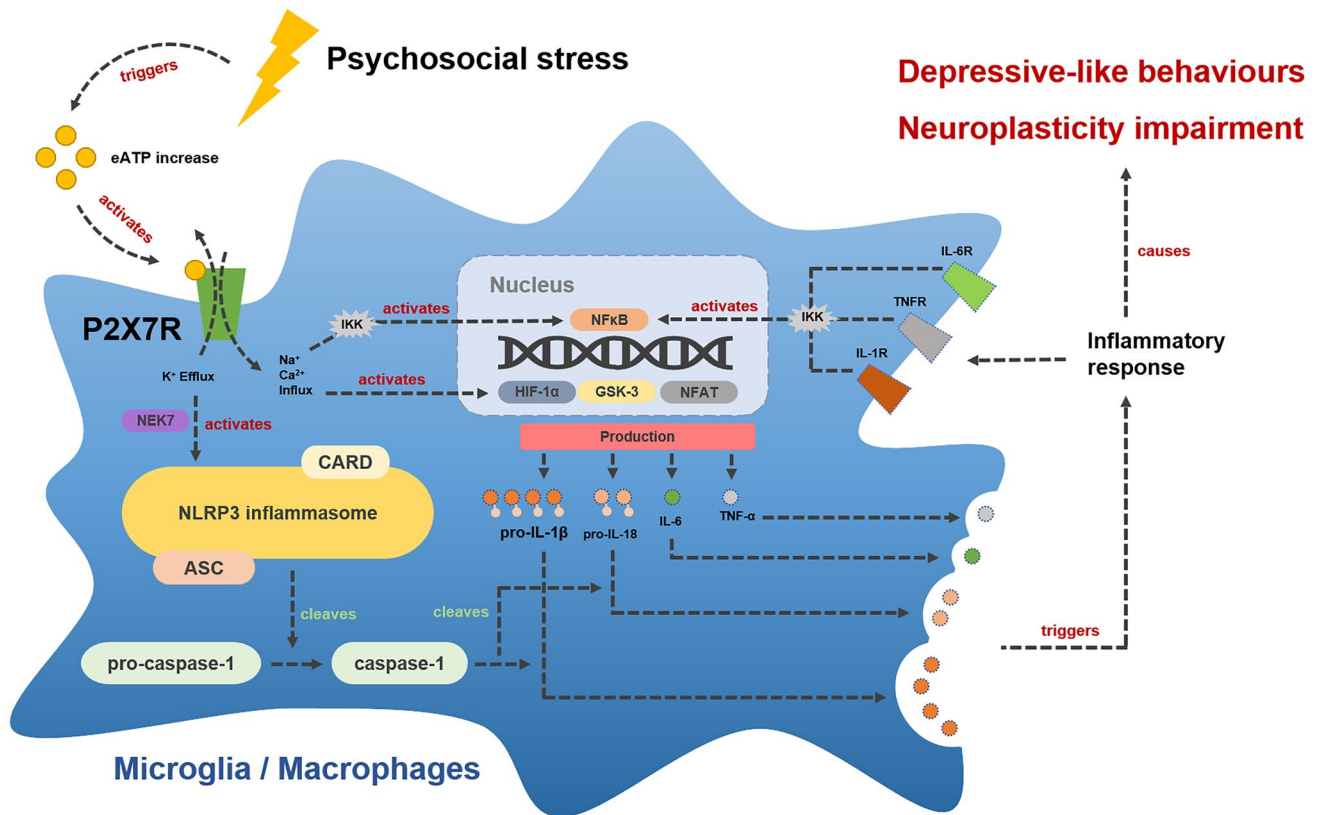 Psychosocial stress
triggers
eATP increase
activates
Depressive-like behaviours
Neuroplasticity impairment
causes
Inflammatory
response
triggers
P2X7R
K⁺ Efflux
Na⁺
Ca²⁺
Influx
IKK
activates
activates
Nucleus
NFκB
HIF-1α
GSK-3
NFAT
activates
IKK
IL-6R
TNFR
IL-1R
NEK7
activates
CARD
NLRP3 inflammasome
ASC
cleaves
pro-caspase-1
caspase-1
cleaves
Production
pro-IL-1β
pro-IL-18
IL-6
TNF-α
Microglia / Macrophages